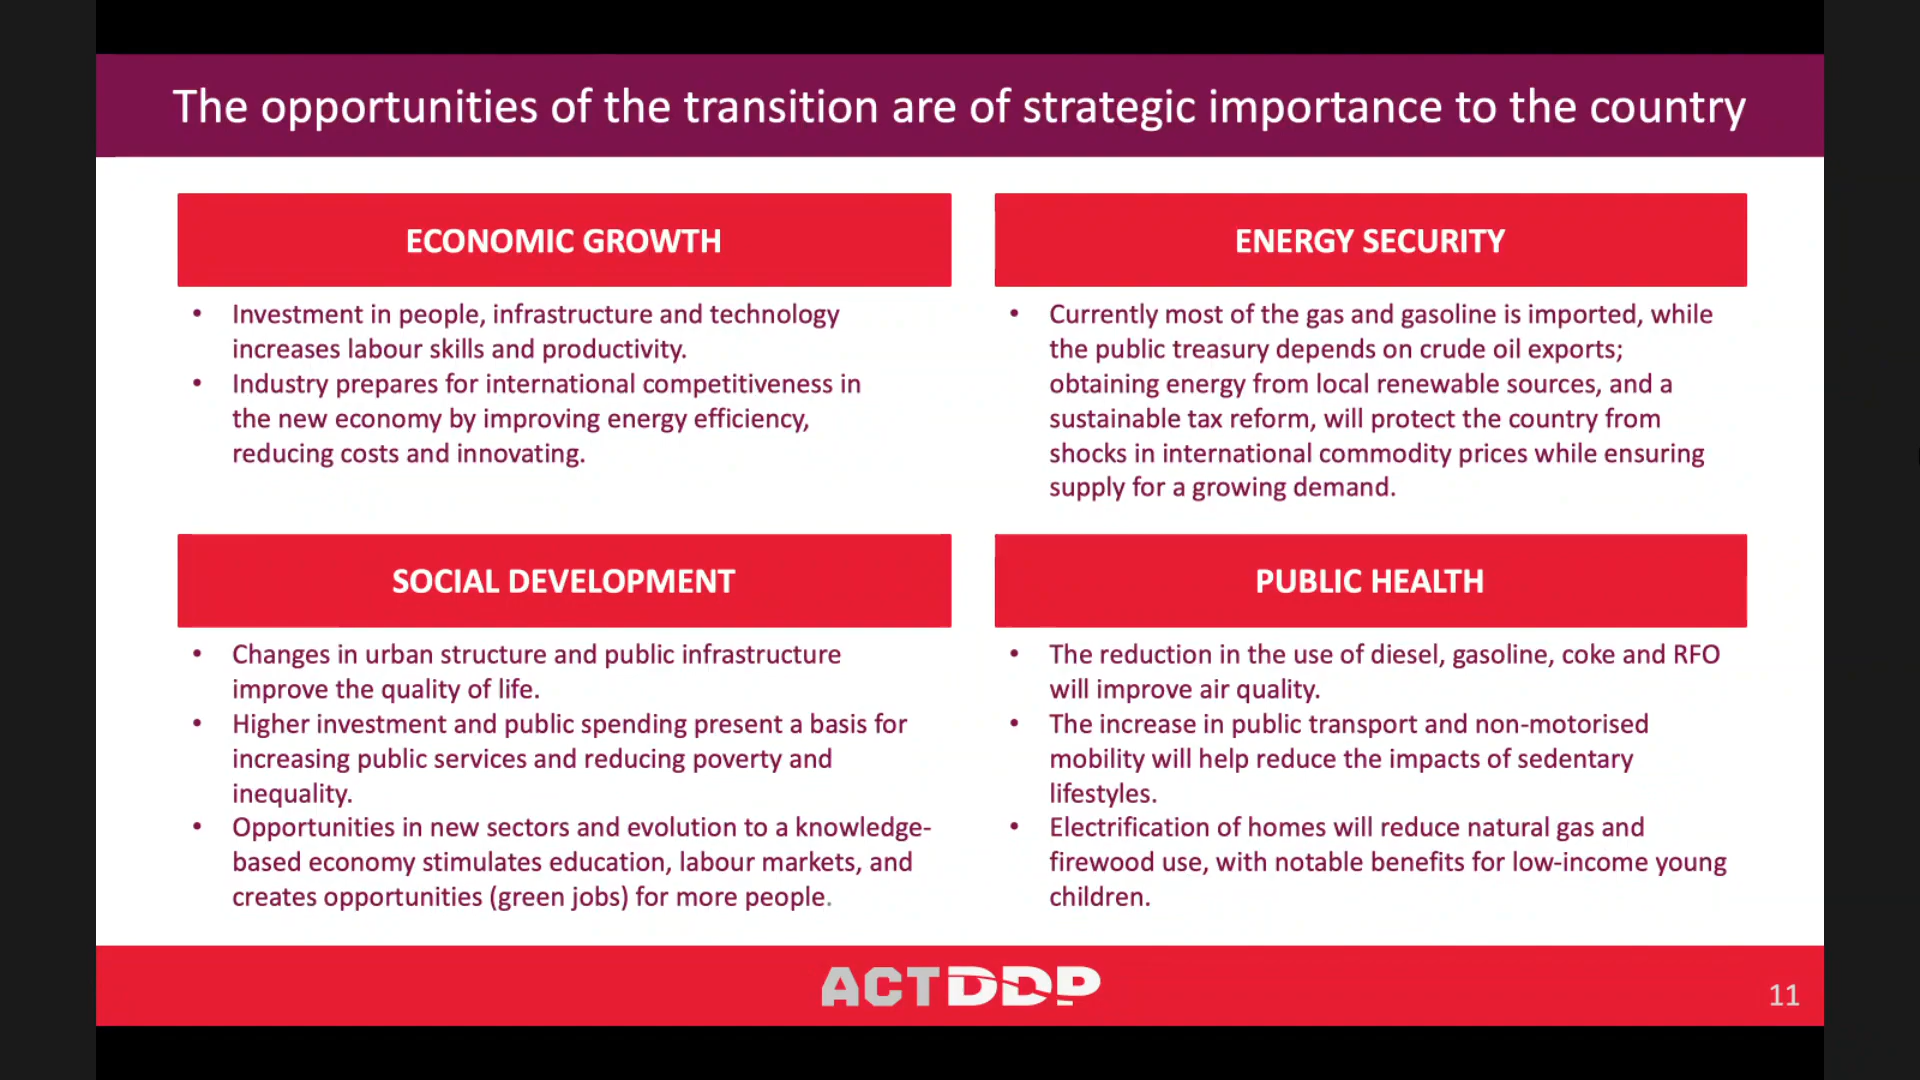 The opportunities of the transition are of strategic importance to the country
ECONOMIC GROWTH
• Investment in people, infrastructure and technology
increases labour skills and productivity.
• Industry prepares for international competitiveness in
the new economy by improving energy efficiency,
reducing costs and innovating.
ENERGY SECURITY
• Currently most of the gas and gasoline is imported, while
the public treasury depends on crude oil exports;
obtaining energy from local renewable sources, and a
sustainable tax reform, will protect the country from
shocks in international commodity prices while ensuring
supply for a growing demand.
SOCIAL DEVELOPMENT
• Changes in urban structure and public infrastructure
improve the quality of life.
• Higher investment and public spending present a basis for
increasing public services and reducing poverty and
inequality.
• Opportunities in new sectors and evolution to a knowledge-
based economy stimulates education, labour markets, and
creates opportunities (green jobs) for more people.
PUBLIC HEALTH
• The reduction in the use of diesel, gasoline, coke and RFO
will improve air quality.
• The increase in public transport and non-motorised
mobility will help reduce the impacts of sedentary
lifestyles.
• Electrification of homes will reduce natural gas and
firewood use, with notable benefits for low-income young
children.
ACTDDP
11